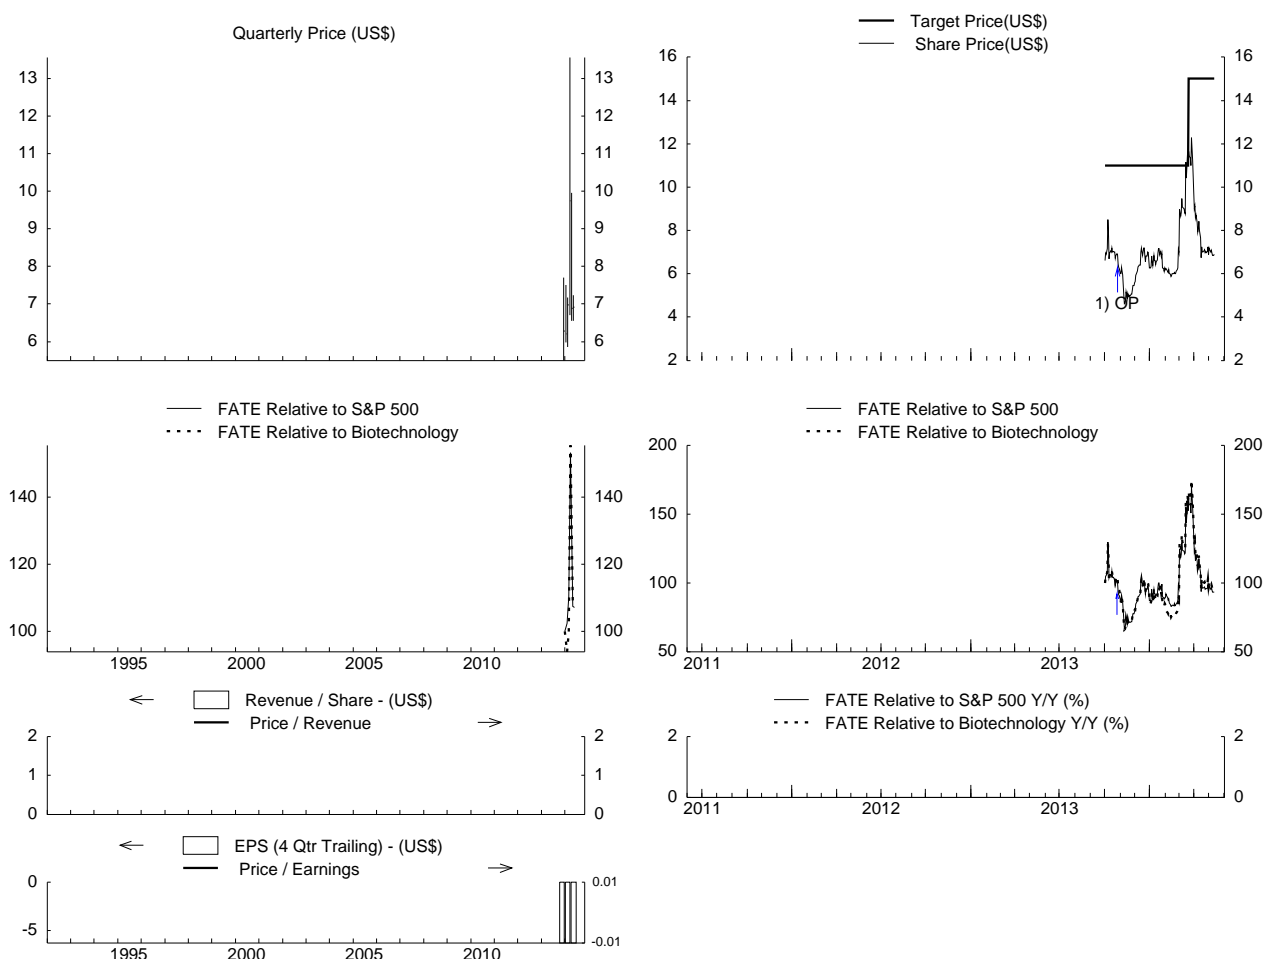 Quarterly Price (US$)
13 13
12 12
11 11
10 10
9 9
8 8
7 7
6 6
Target Price(US$)
Share Price(US$)
16 16
14 14
12 12
10 10
8 8
6 6
1) OP
4 4
2 2
FATE Relative to S&P 500
FATE Relative to Biotechnology
140 140
120 120
100 100
1995 2000 2005 2010
FATE Relative to S&P 500
FATE Relative to Biotechnology
200 200
150 150
100 100
50 50
2011 2012 2013
Revenue / Share - (US$)
Price / Revenue
2 2
1 1
0 0
FATE Relative to S&P 500 Y/Y (%)
FATE Relative to Biotechnology Y/Y (%)
2 2
0 0
2011 2012 2013
EPS (4 Qtr Trailing) - (US$)
Price / Earnings
0 0.01
-5
-0.01
1995 2000 2005 2010